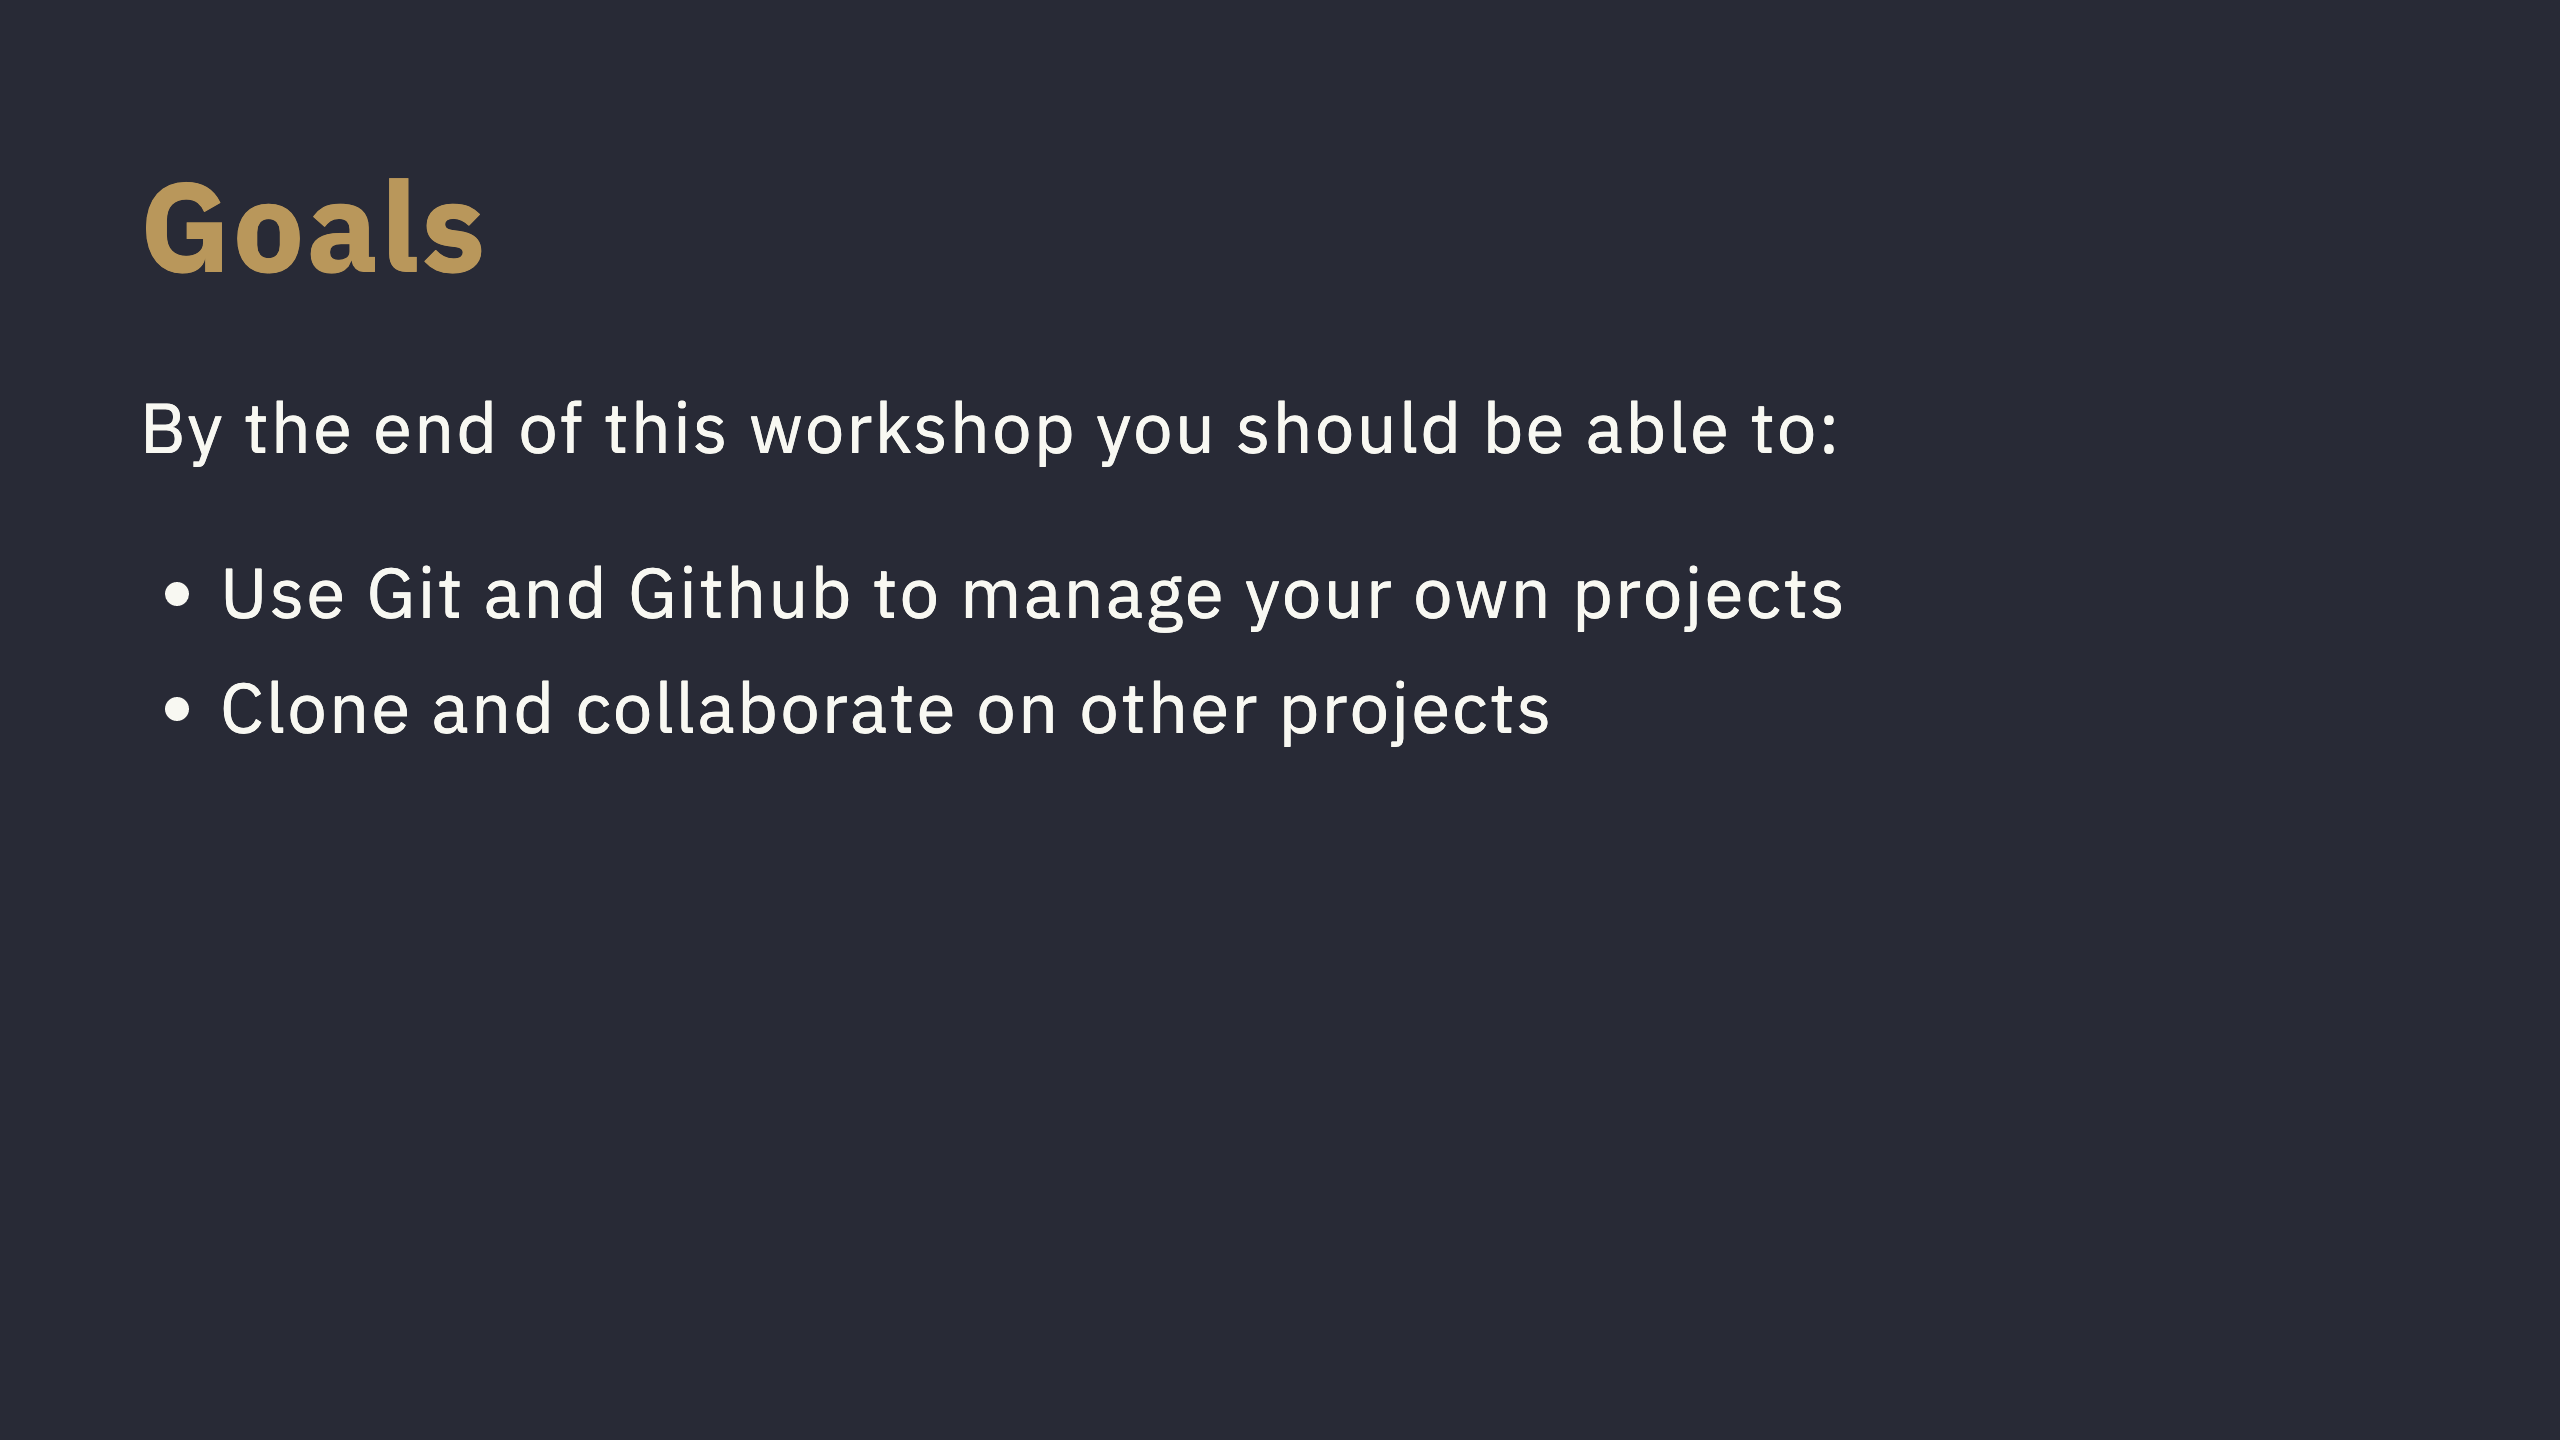 Goals
By the end of this workshop you should be able to:
• Use Git and Github to manage your own projects
• Clone and collaborate on other projects